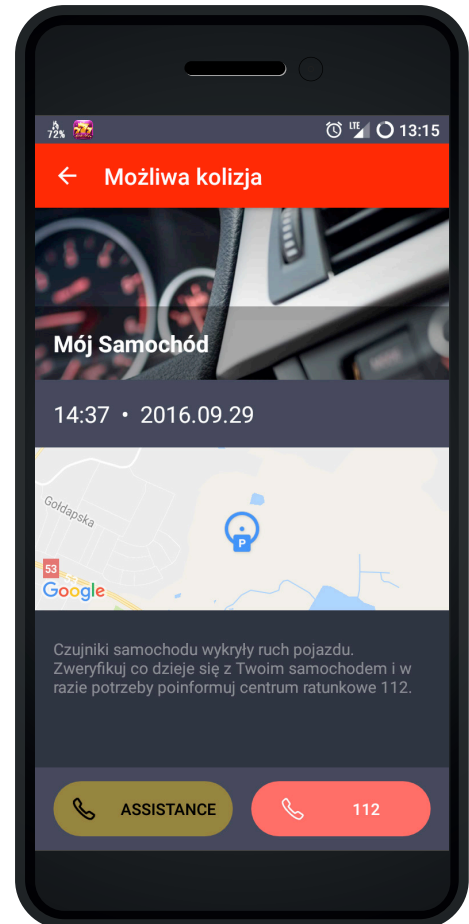 72%
LTE
13:15
Możliwa kolizja
Mój Samochód
14:37 • 2016.09.29
Gołdapska
P
53
Google
Czujniki samochodu wykryły ruch pojazdu.
Zweryfikuj co dzieje się z Twoim samochodem i w
razie potrzeby poinformuj centrum ratunkowe 112.
ASSISTANCE
112